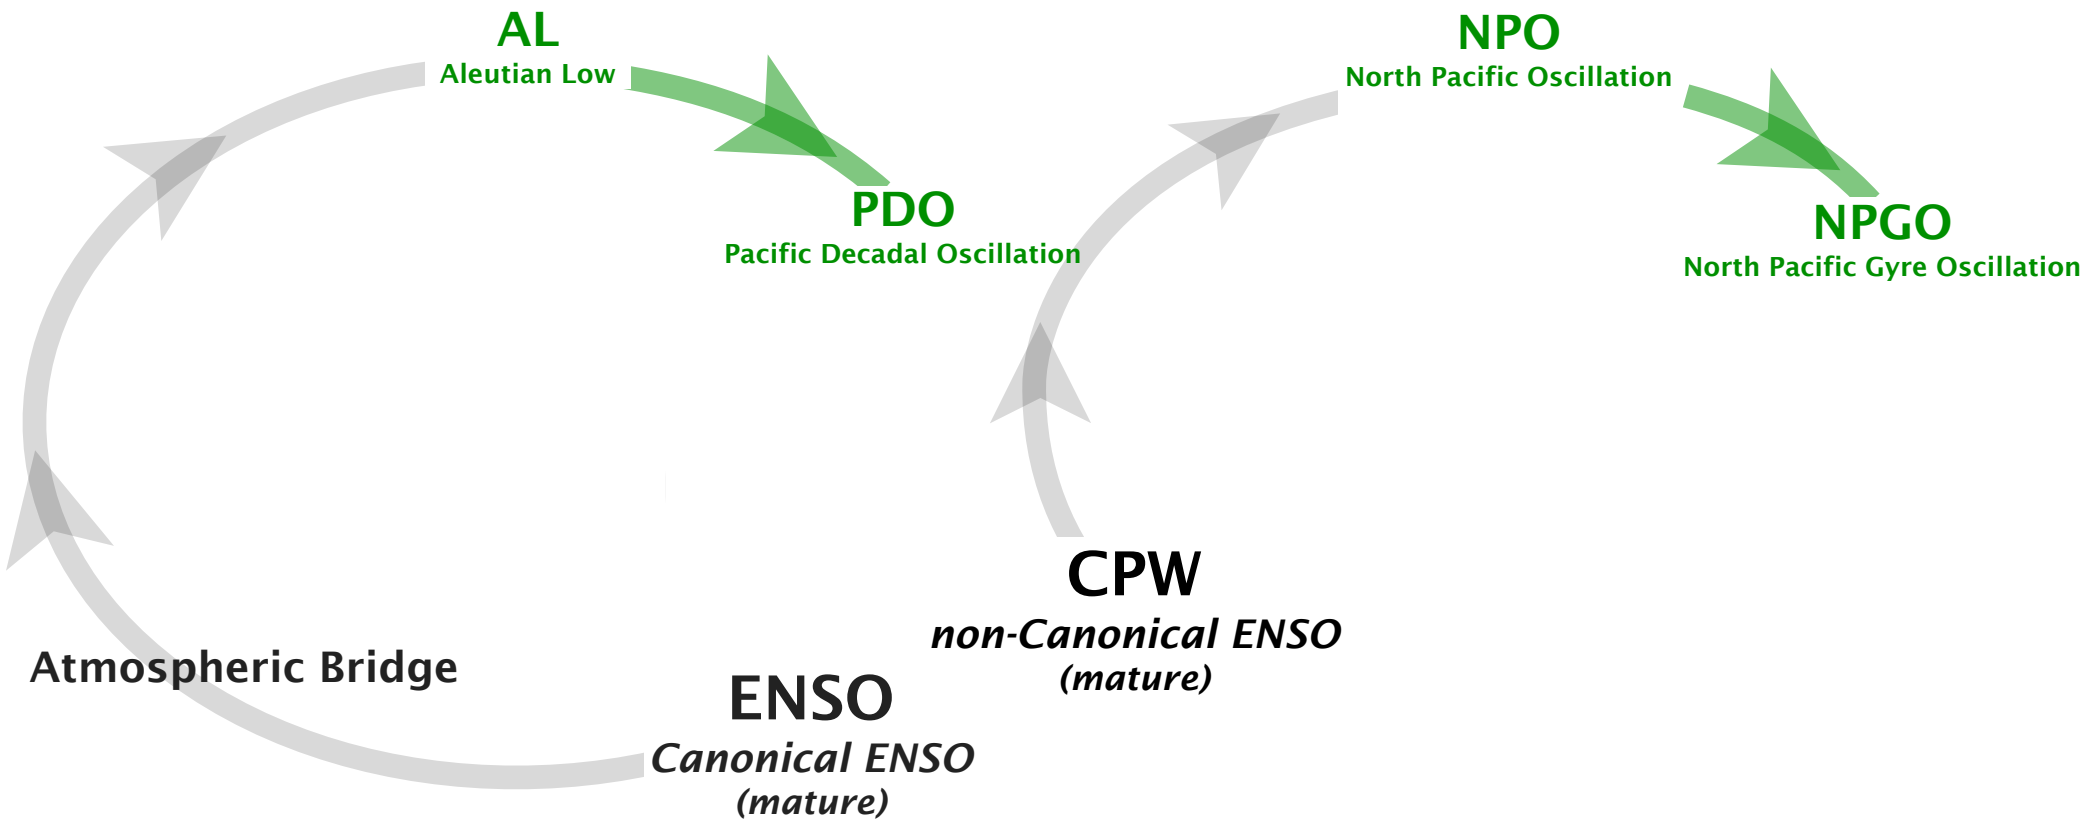 AL
Aleutian Low
NPO
North Pacific Oscillation
PDO
Pacific Decadal Oscillation
NPGO
North Pacific Gyre Oscillation
CPW
non-Canonical ENSO
(mature)
Atmospheric Bridge
ENSO
Canonical ENSO
(mature)